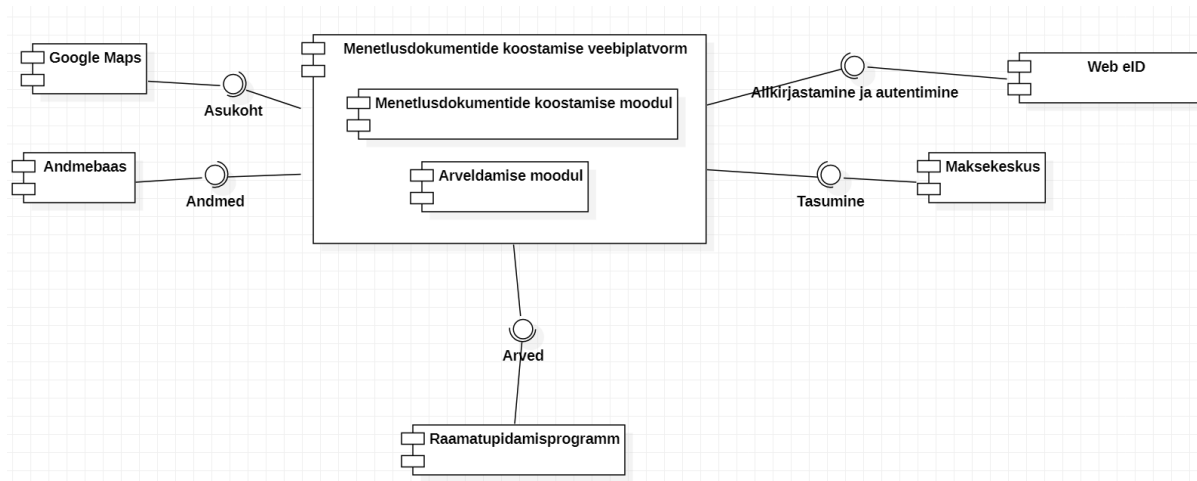 Google Maps
Menetlusdokumentide koostamise veebiplatvorm
Web eID
Menetlusdokumentide koostamise moodul
Asukoht
Allkirjastamine ja autentimine
Andmebaas
Arveldamise moodul
Maksekeskus
Andmed
Tasumine
Arved
Raamatupidamisprogramm